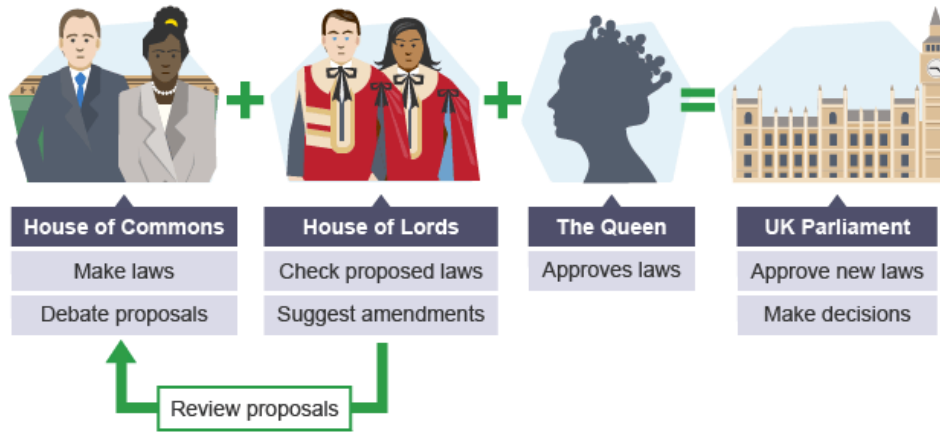 House of Commons
Make laws
Debate proposals
House of Lords
Check proposed laws
Suggest amendments
The Queen
Approves laws
UK Parliament
Approve new laws
Make decisions
Review proposals